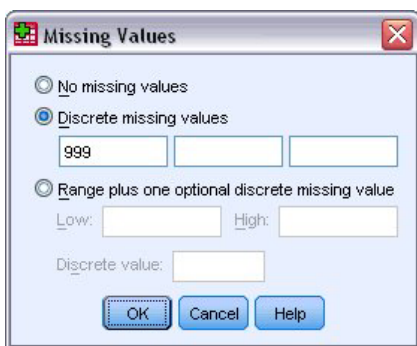 Missing Values
No missing values
Discrete missing values
999
Range plus one optional discrete missing value
Low: High:
Discrete value:
OK Cancel Help